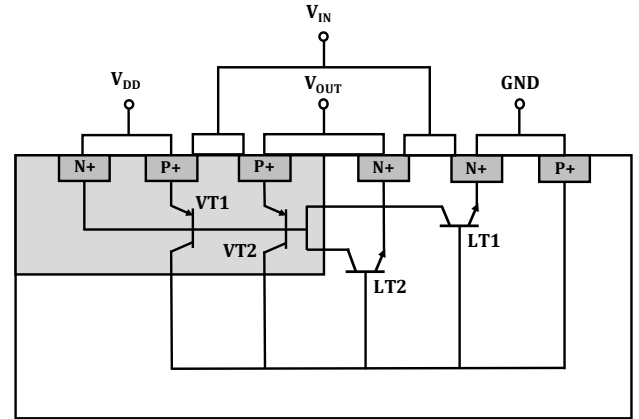 V_IN
V_DD
V_OUT
GND
N+ P+ P+ N+ N+ P+
VT1
VT2
LT1
LT2